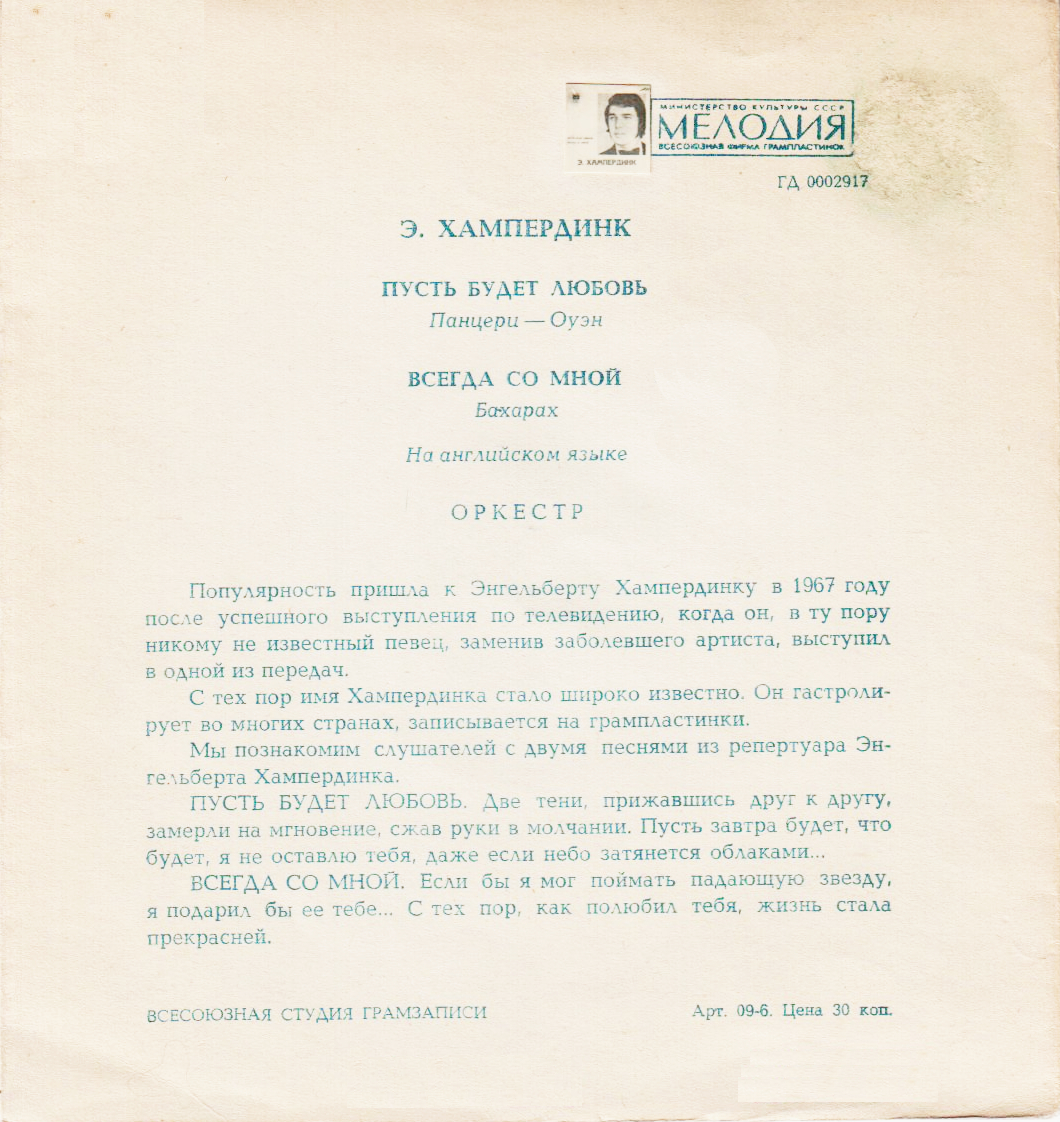 Э. ХАМПЕРДИНК
МИНИСТЕРСТВО КУЛЬТУРЫ СССР
МЕЛОДИЯ
ВСЕСОЮЗНАЯ ФИРМА ГРАМПЛАСТИНОК
ГД 0002917
Э. ХАМПЕРДИНК
ПУСТЬ БУДЕТ ЛЮБОВЬ
Панцери — Оуэн
ВСЕГДА СО МНОЙ
Бахарах
На английском языке
ОРКЕСТР
Популярность пришла к Энгельберту Хампердинку в 1967 году
после успешного выступления по телевидению, когда он, в ту пору
никому не известный певец, заменив заболевшего артиста, выступил
в одной из передач.
С тех пор имя Хампердинка стало широко известно. Он гастроли-
рует во многих странах, записывается на грампластинки.
Мы познакомим слушателей с двумя песнями из репертуара Эн-
гельберта Хампердинка.
ПУСТЬ БУДЕТ ЛЮБОВЬ. Две тени, прижавшись друг к другу,
замерли на мгновение, сжав руки в молчании. Пусть завтра будет, что
будет, я не оставлю тебя, даже если небо затянется облаками...
ВСЕГДА СО МНОЙ. Если бы я мог поймать падающую звезду,
я подарил бы ее тебе... С тех пор, как полюбил тебя, жизнь стала
прекрасней.
ВСЕСОЮЗНАЯ СТУДИЯ ГРАМЗАПИСИ
Арт. 09-6. Цена 30 коп.